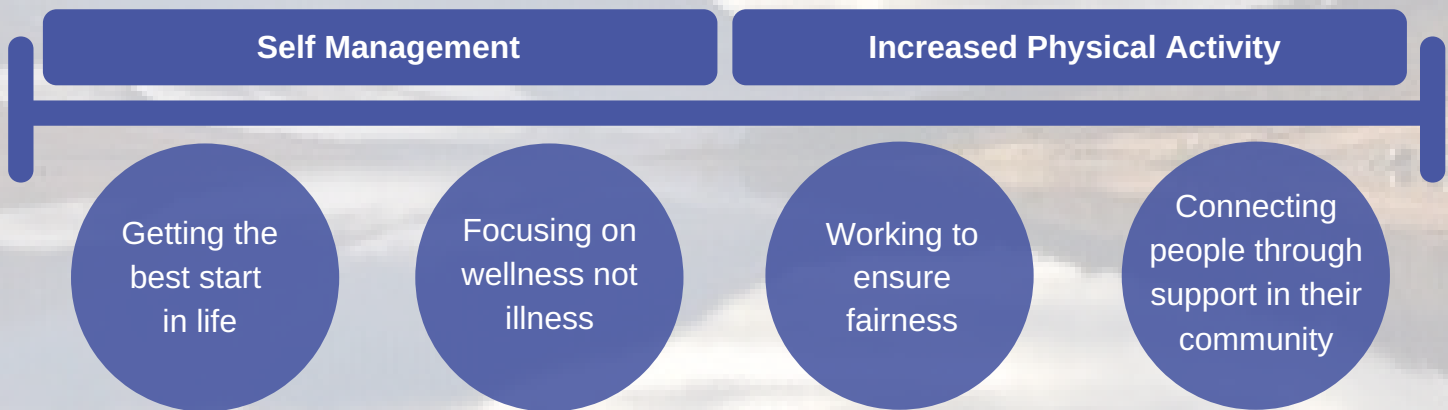 Self Management
Increased Physical Activity
Getting the
best start
in life
Focusing on
wellness not
illness
Working to
ensure
fairness
Connecting
people through
support in their
community